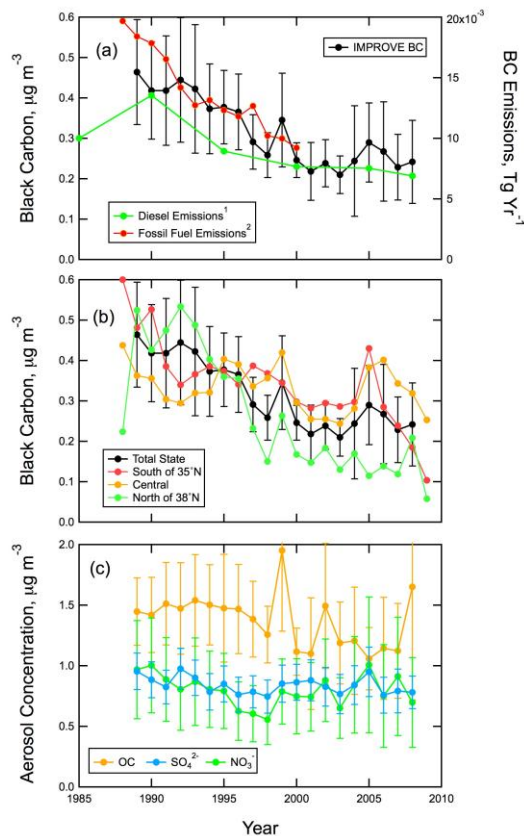 (a)
IMPROVE BC
Diesel Emissions¹
Fossil Fuel Emissions²
Black Carbon, µg m⁻³
0.6
0.5
0.4
0.3
0.2
0.1
0.0
20x10⁻³
15
10
5
0
BC Emissions, Tg Yr⁻¹
(b)
Total State
South of 35°N
Central
North of 38°N
Black Carbon, µg m⁻³
0.6
0.5
0.4
0.3
0.2
0.1
0.0
(c)
OC SO₄²⁻ NO₃⁻
Aerosol Concentration, µg m⁻³
2.0
1.5
1.0
0.5
0.0
1985 1990 1995 2000 2005 2010
Year